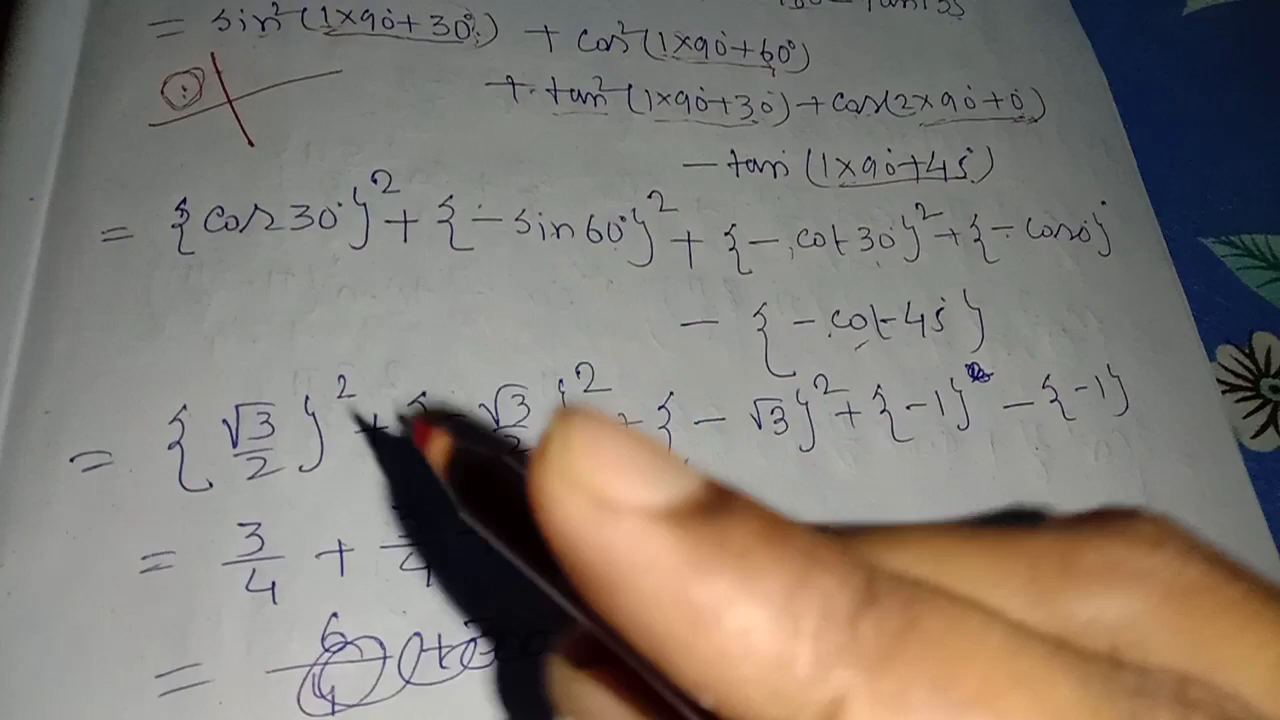 = sin²(1×90°+30°) + cos²(1×90°+60°)
+ tan²(1×90°+30°) + cos(2×90°+0°)
- tan(1×90°+45°)
= {cos30°}² + {-sin60°}² + {-cot30°}² + {-cos0°}
- {-cot45°}
= {√3/2}² + {-√3/2}² + {-√3}² + {-1} - {-1}
= 3/4 +
= 6/4